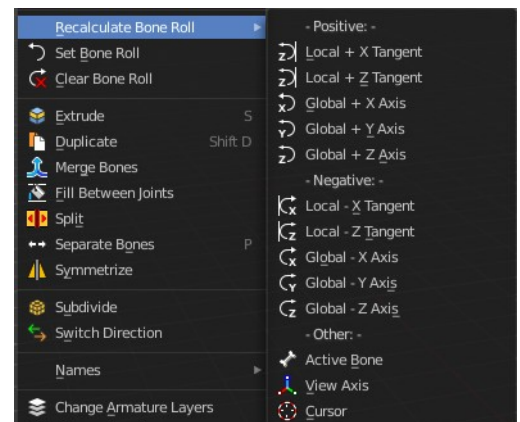 Recalculate Bone Roll
Set Bone Roll
Clear Bone Roll
Extrude S
Duplicate Shift D
Merge Bones
Fill Between Joints
Split
Separate Bones P
Symmetrize
Subdivide
Switch Direction
Names
Change Armature Layers
- Positive: -
Z Local + X Tangent
Z Local + Z Tangent
X Global + X Axis
Y Global + Y Axis
Z Global + Z Axis
- Negative: -
X Local - X Tangent
Z Local - Z Tangent
X Global - X Axis
Y Global - Y Axis
Z Global - Z Axis
- Other: -
Active Bone
View Axis
Cursor